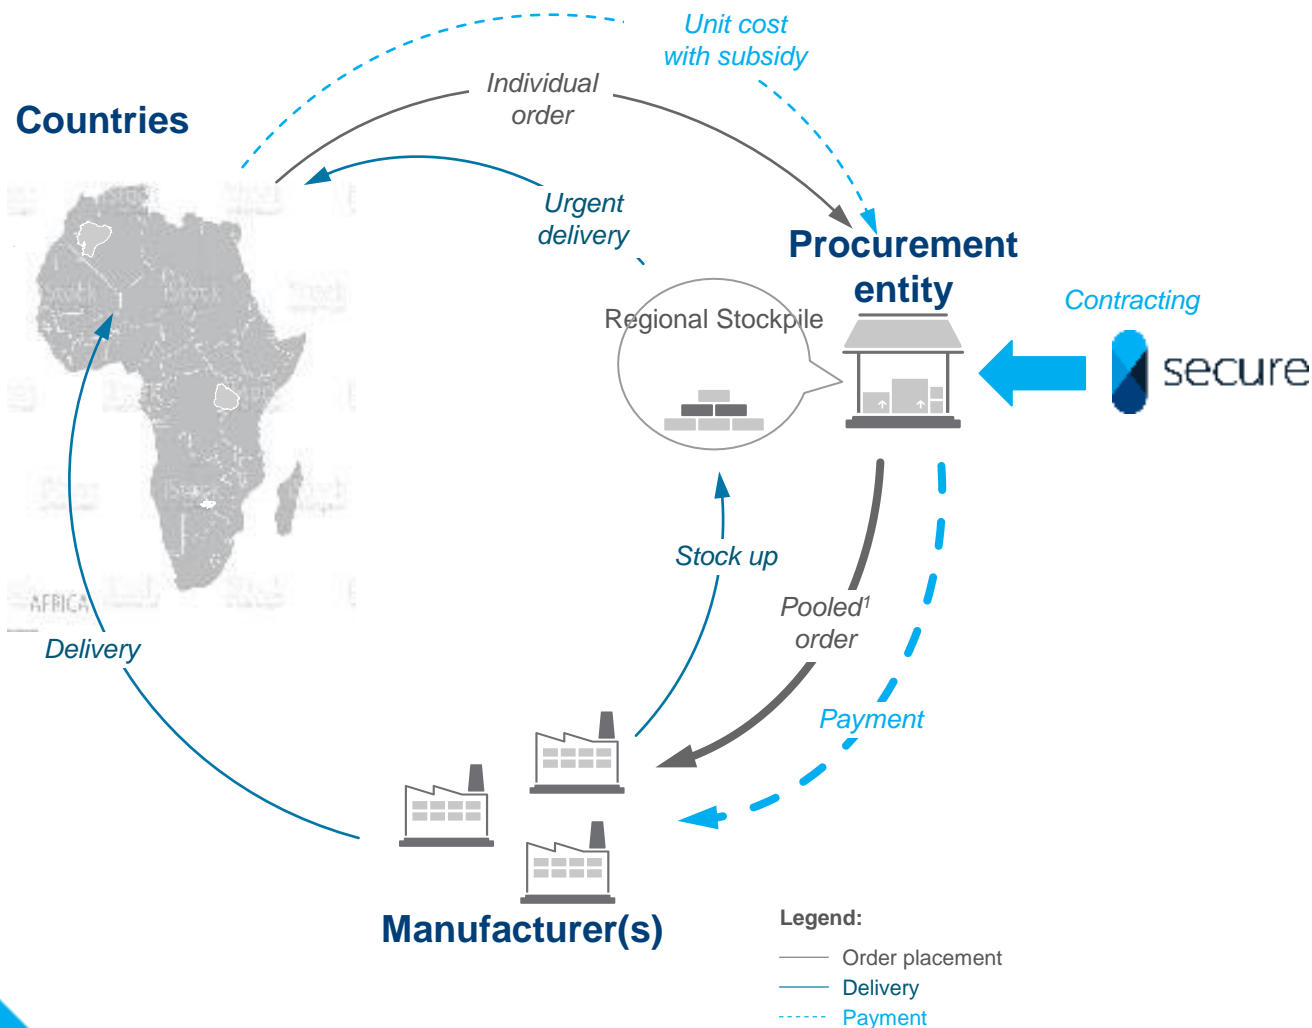 Unit cost
with subsidy
Individual
order
Countries
Urgent
delivery
Procurement
entity
Contracting
Regional Stockpile
secure
Stock up
Pooled¹
order
AFRICA
Delivery
Payment
Manufacturer(s)
Legend:
Order placement
Delivery
Payment